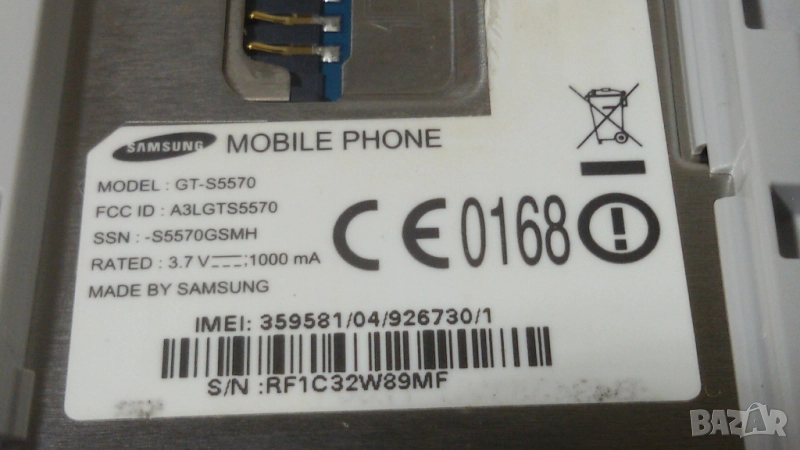 SAMSUNG MOBILE PHONE
MODEL : GT-S5570
FCC ID : A3LGTS5570
SSN : -S5570GSMH
RATED : 3.7 V⎓;1000 mA
MADE BY SAMSUNG
CE0168
IMEI: 359581/04/926730/1
S/N :RF1C32W89MF
BAZAR